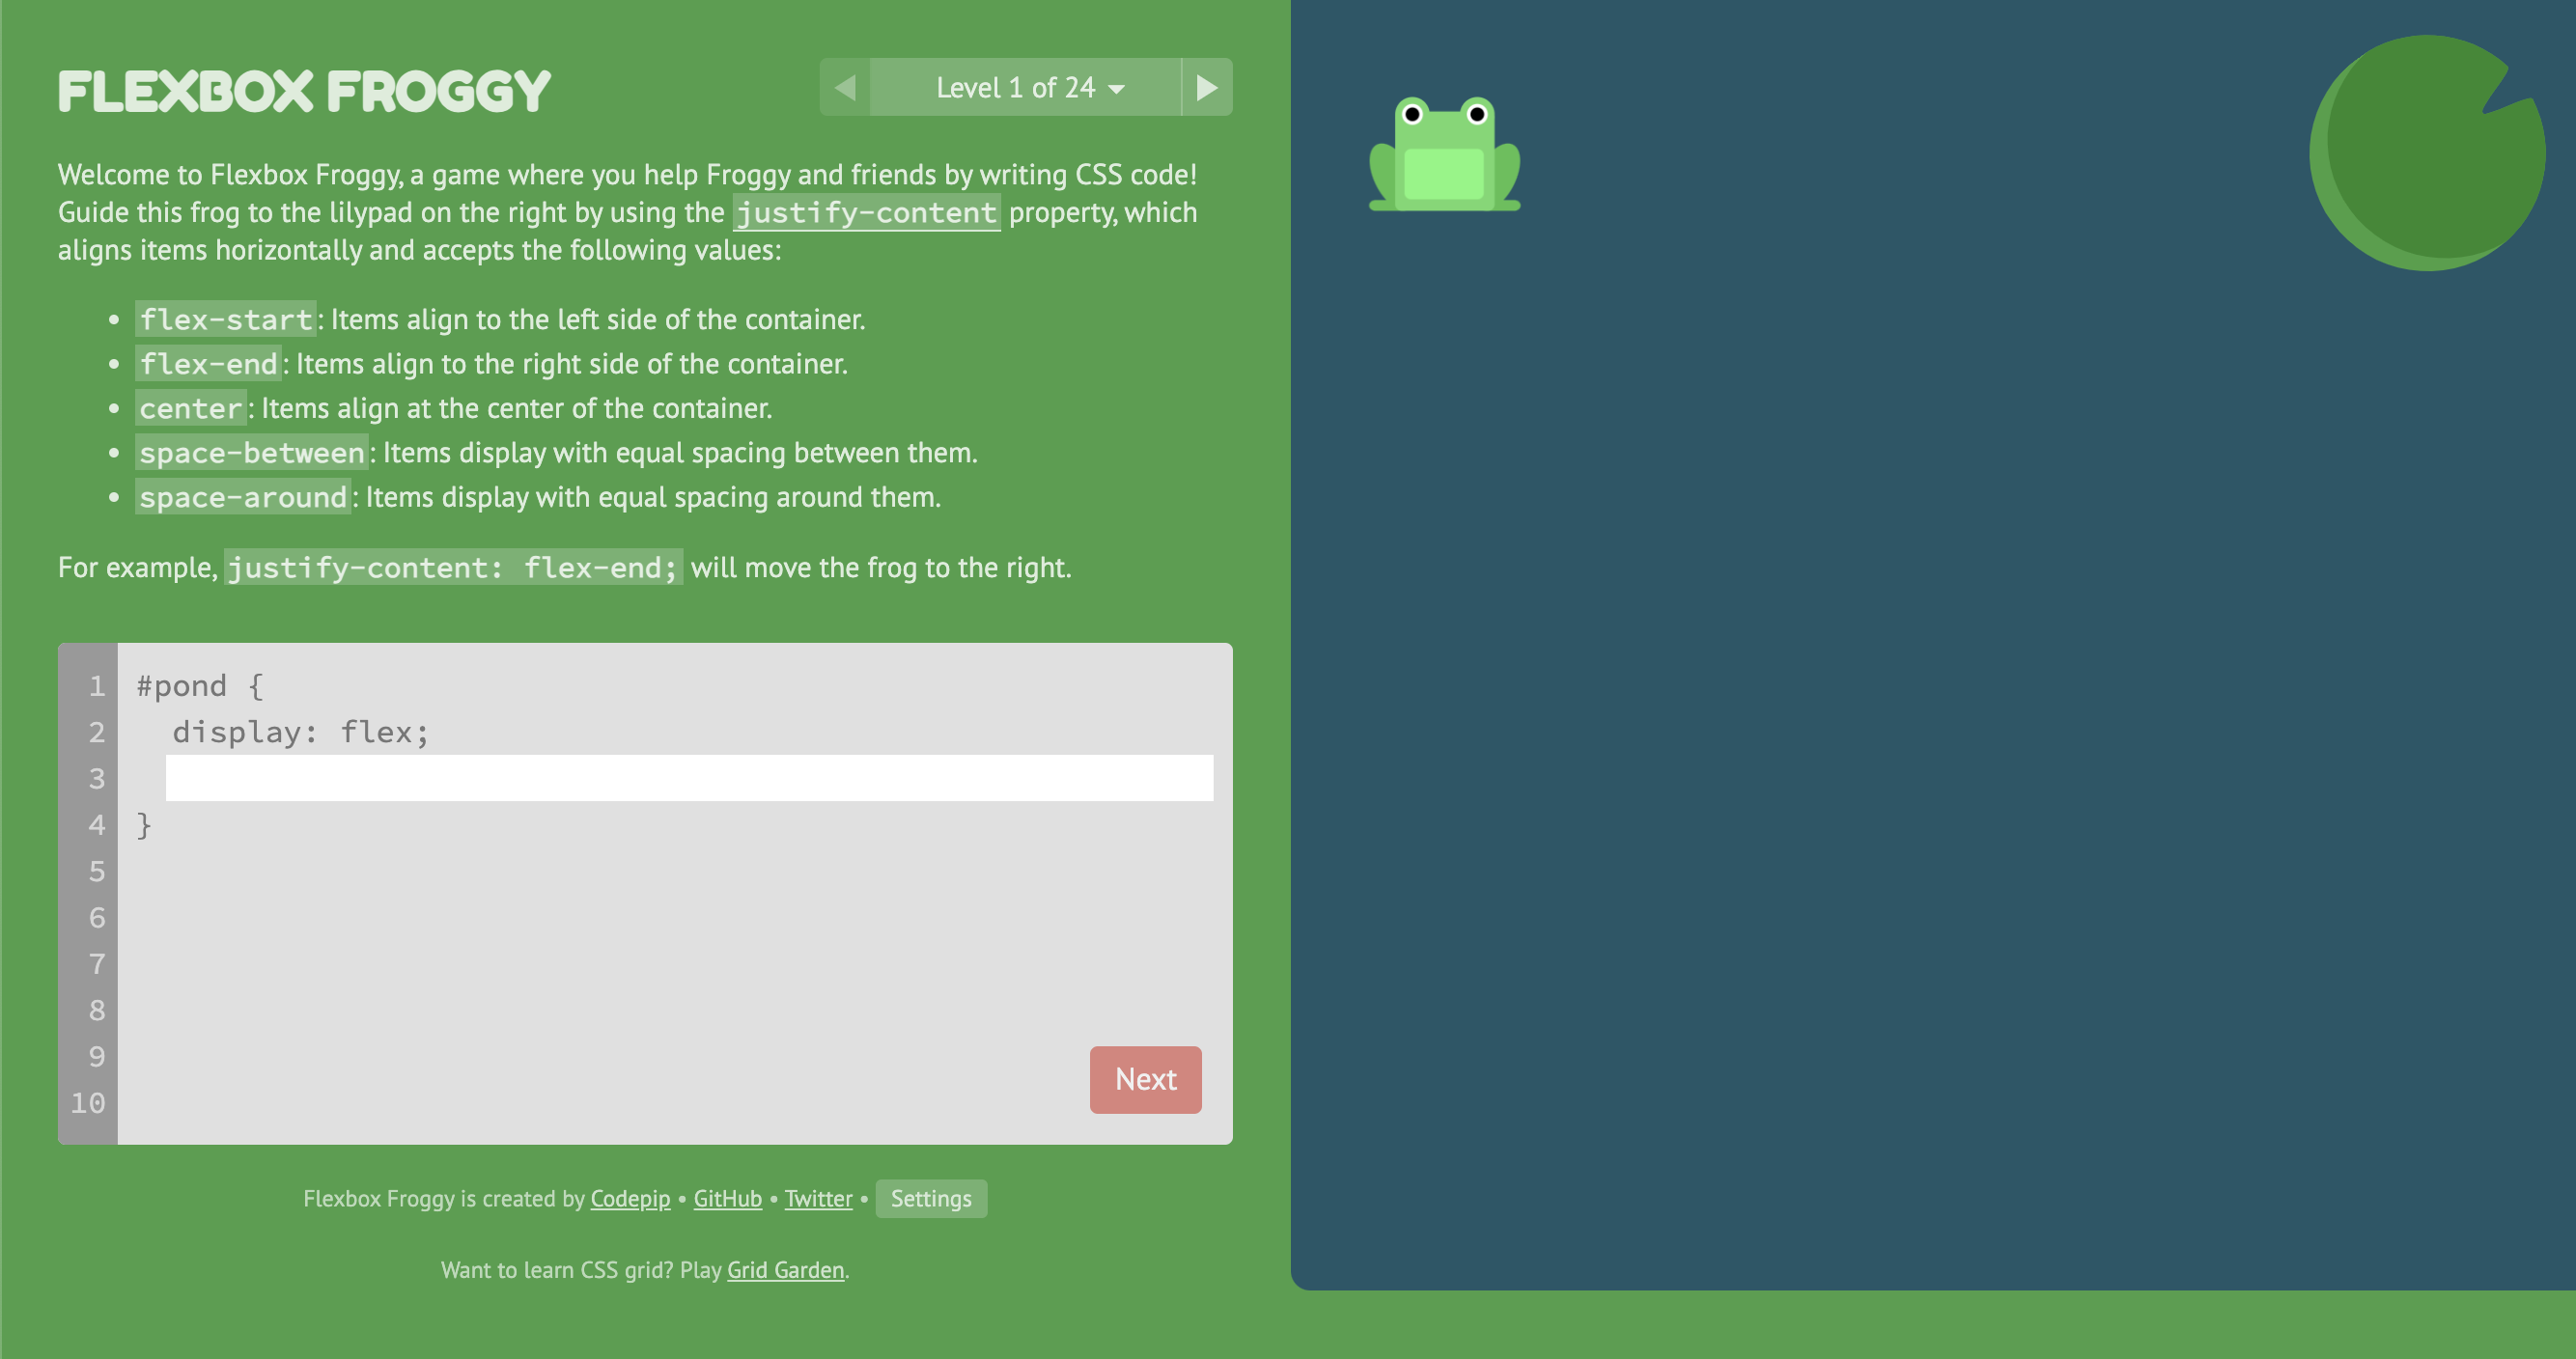 FLEXBOX FROGGY
Level 1 of 24
Welcome to Flexbox Froggy, a game where you help Froggy and friends by writing CSS code!
Guide this frog to the lilypad on the right by using the justify-content property, which
aligns items horizontally and accepts the following values:
• flex-start: Items align to the left side of the container.
• flex-end: Items align to the right side of the container.
• center: Items align at the center of the container.
• space-between: Items display with equal spacing between them.
• space-around: Items display with equal spacing around them.
For example, justify-content: flex-end; will move the frog to the right.
1 #pond {
2 display: flex;
3
4 }
5
6
7
8
9
10
Next
Flexbox Froggy is created by Codepip • GitHub • Twitter • Settings
Want to learn CSS grid? Play Grid Garden.